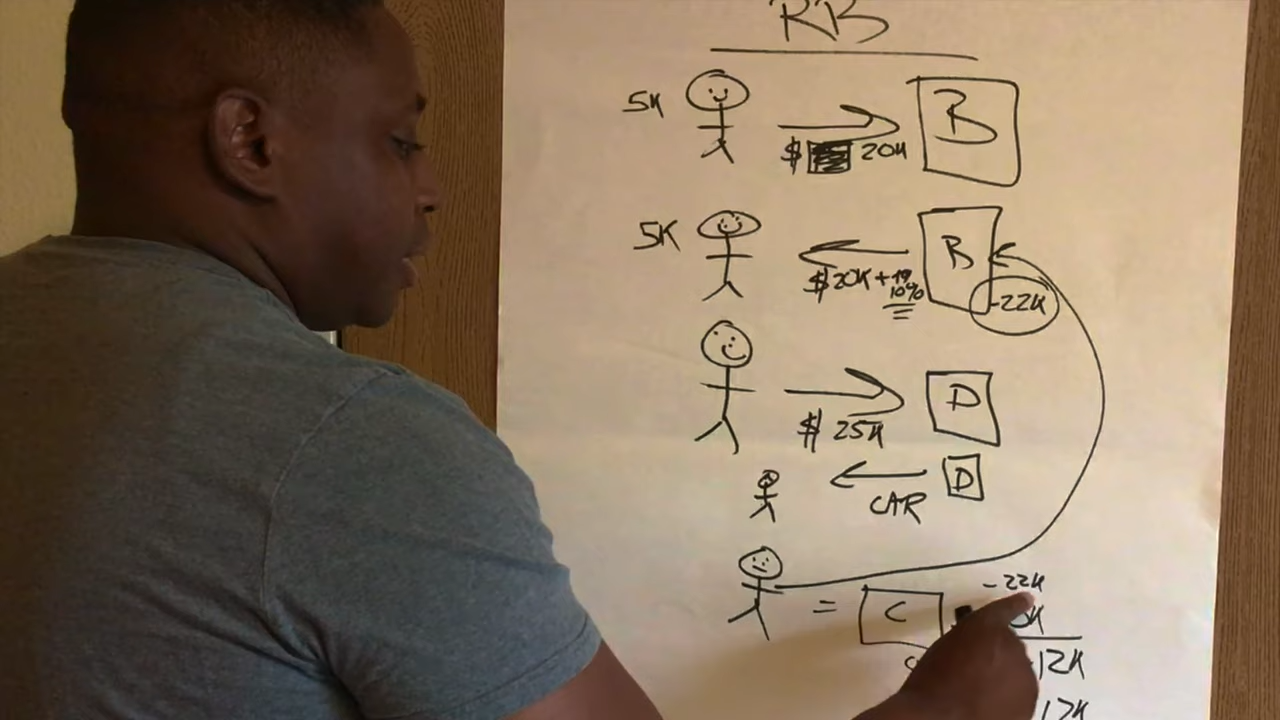 RB
5K
$ 20K
B
5K
$20K + 10%
B
-22K
$ 25K
D
CAR
D
= C
-22K
-12K